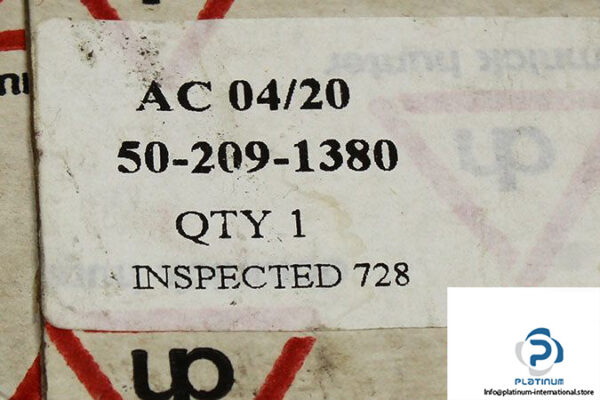 AC 04/20
50-209-1380
QTY 1
INSPECTED 728
PLATINUM
Info@platinum-international.store